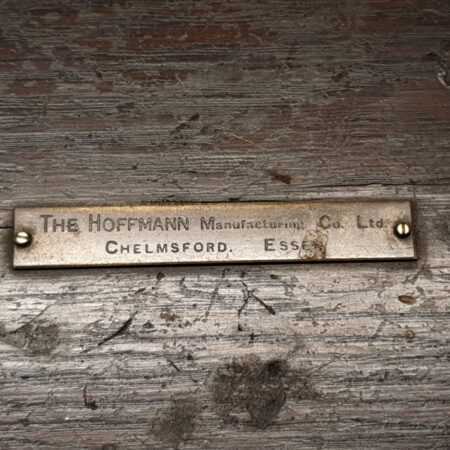 THE HOFFMANN Manufacturing Co. Ltd
CHELMSFORD. ESSEX